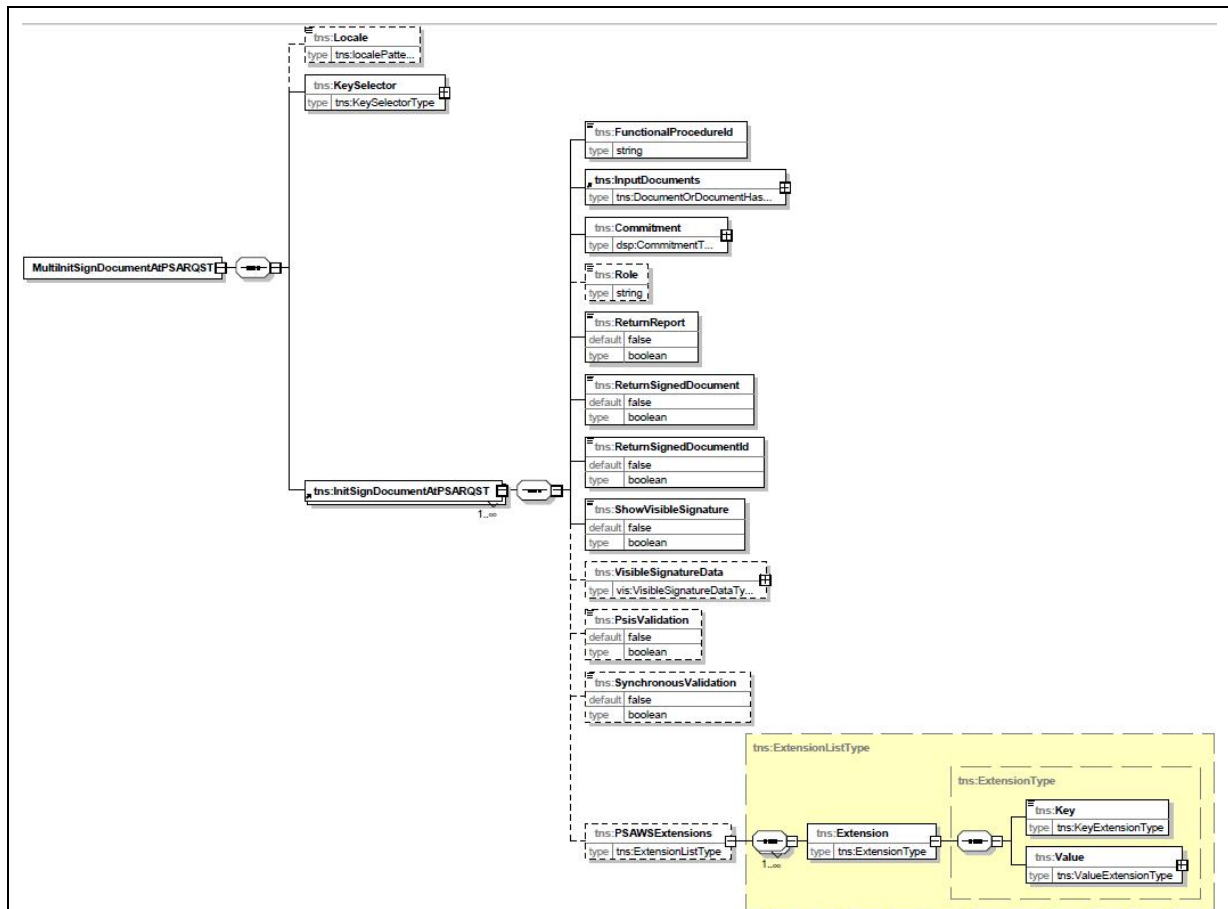 tns:Locale
type tns:localePatte...
tns:KeySelector
type tns:KeySelectorType
tns:FunctionalProcedureId
type string
tns:InputDocuments
type tns:DocumentOrDocumentHas...
tns:Commitment
type dsp:CommitmentT...
MultiInitSignDocumentAtPSARQST
tns:Role
type string
tns:ReturnReport
default false
type boolean
tns:ReturnSignedDocument
default false
type boolean
tns:ReturnSignedDocumentId
default false
type boolean
tns:InitSignDocumentAtPSARQST
1..∞
tns:ShowVisibleSignature
default false
type boolean
tns:VisibleSignatureData
type vis:VisibleSignatureDataTy...
tns:PsisValidation
default false
type boolean
tns:SynchronousValidation
default false
type boolean
tns:ExtensionListType
tns:ExtensionType
tns:PSAWSExtensions
type tns:ExtensionListType
1..∞
tns:Extension
type tns:ExtensionType
tns:Key
type tns:KeyExtensionType
tns:Value
type tns:ValueExtensionType